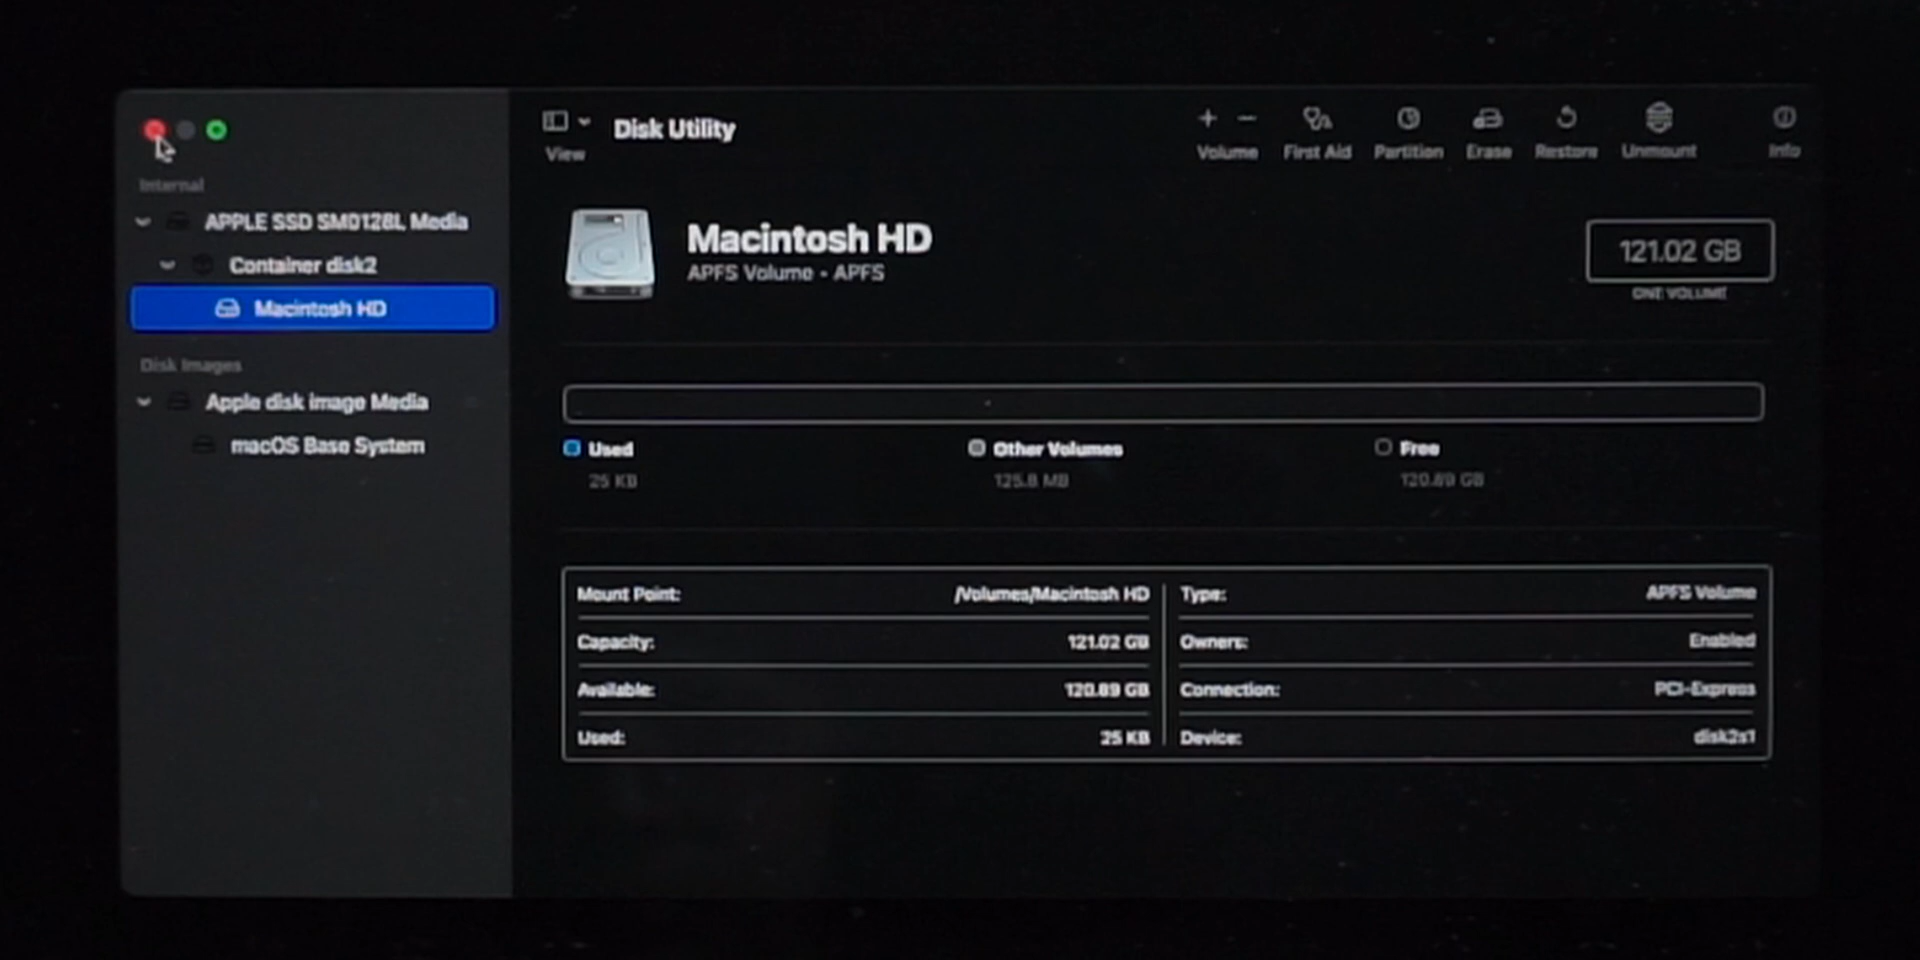 Disk Utility
View
Volume
First Aid
Partition
Erase
Restore
Unmount
Info
Internal
APPLE SSD SM0128L Media
Container disk2
Macintosh HD
Disk Images
Apple disk image Media
macOS Base System
Macintosh HD
APFS Volume • APFS
121.02 GB
ONE VOLUME
Used
25 KB
Other Volumes
125.8 MB
Free
120.89 GB
Mount Point: /Volumes/Macintosh HD
Capacity: 121.02 GB
Available: 120.89 GB
Used: 25 KB
Type: APFS Volume
Owners: Enabled
Connection: PCI-Express
Device: disk2s1